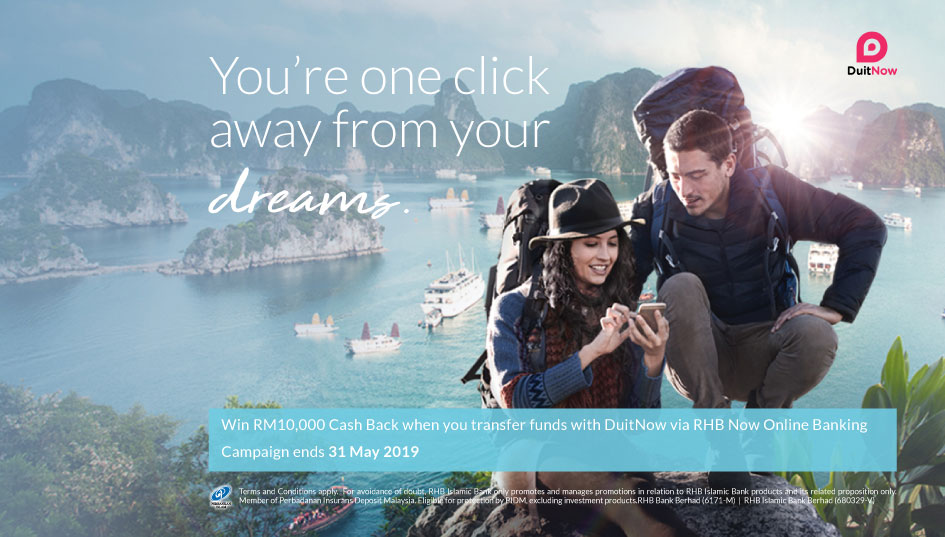 You're one click
away from your
dreams.
DuitNow
Win RM10,000 Cash Back when you transfer funds with DuitNow via RHB Now Online Banking
Campaign ends 31 May 2019
Terms and Conditions apply. For avoidance of doubt, RHB Islamic Bank only promotes and manages promotions in relation to RHB Islamic Bank products and its related proposition only.
Member of Perbadanan Insurans Deposit Malaysia. Eligible for protection by PIDM, excluding investment products.RHB Bank Berhad (6171-M) | RHB Islamic Bank Berhad (680329-V)